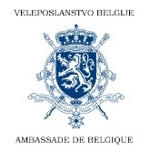 VELEPOSLANSTVO BELGIJE
AMBASSADE DE BELGIQUE